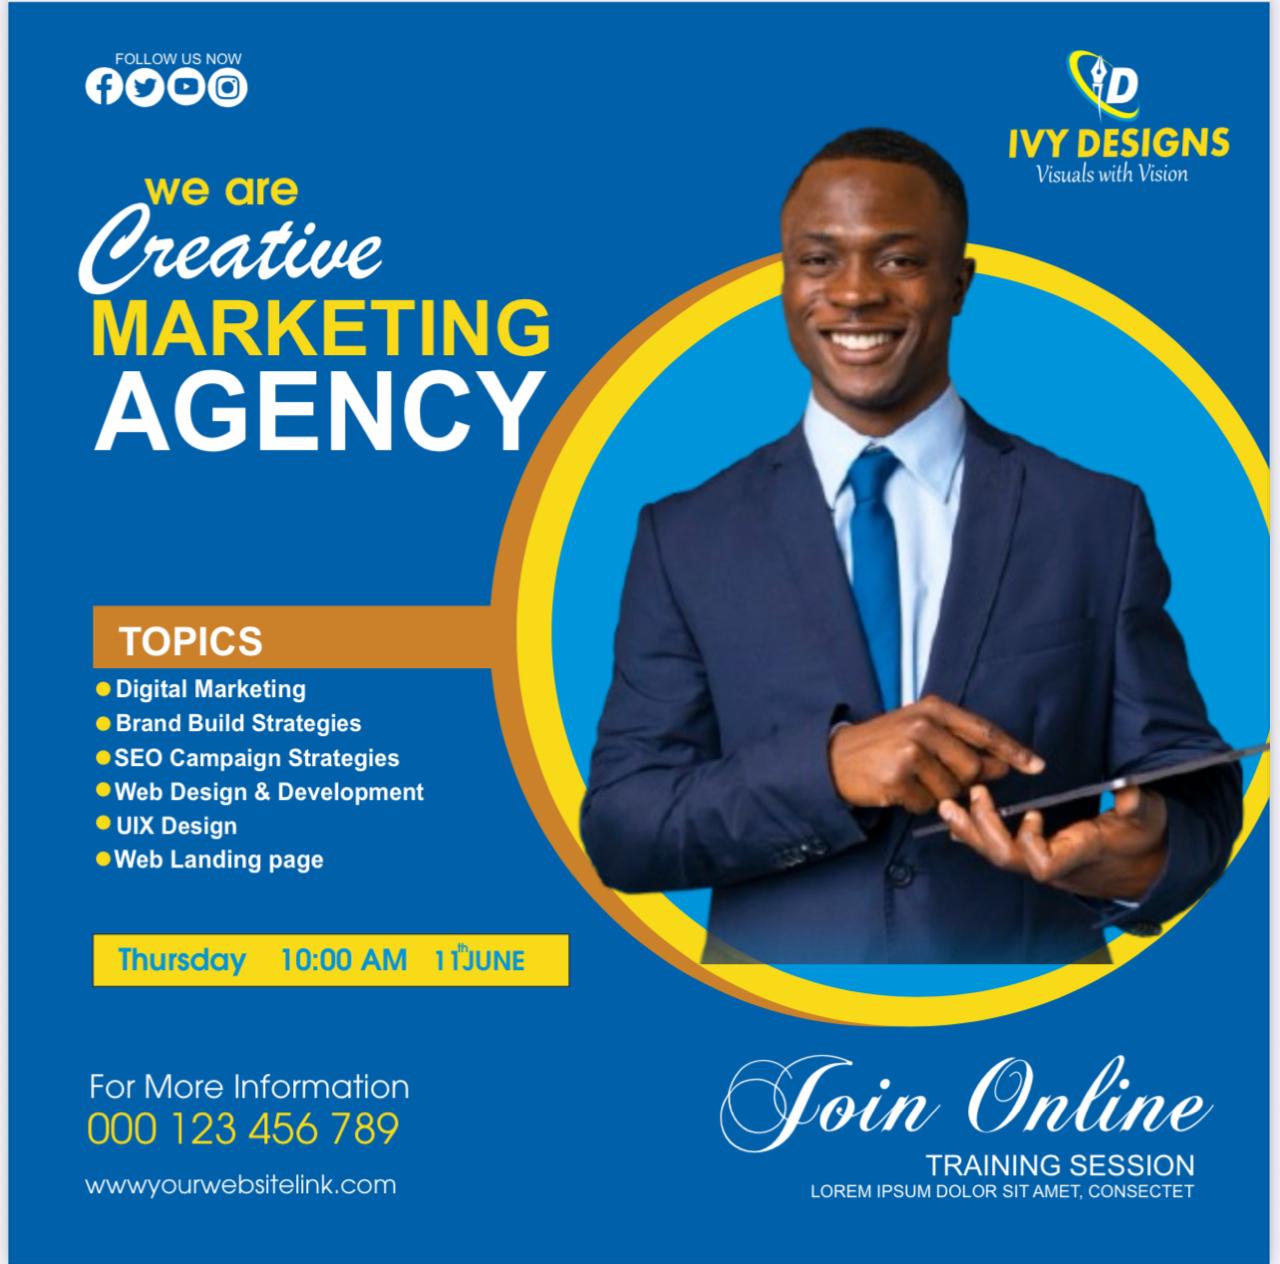 FOLLOW US NOW
D
IVY DESIGNS
Visuals with Vision
we are
Creative
MARKETING
AGENCY
TOPICS
Digital Marketing
Brand Build Strategies
SEO Campaign Strategies
Web Design & Development
UIX Design
Web Landing page
Thursday 10:00 AM 11th JUNE
For More Information
000 123 456 789
wwwyourwebsitelink.com
Join Online
TRAINING SESSION
LOREM IPSUM DOLOR SIT AMET, CONSECTET